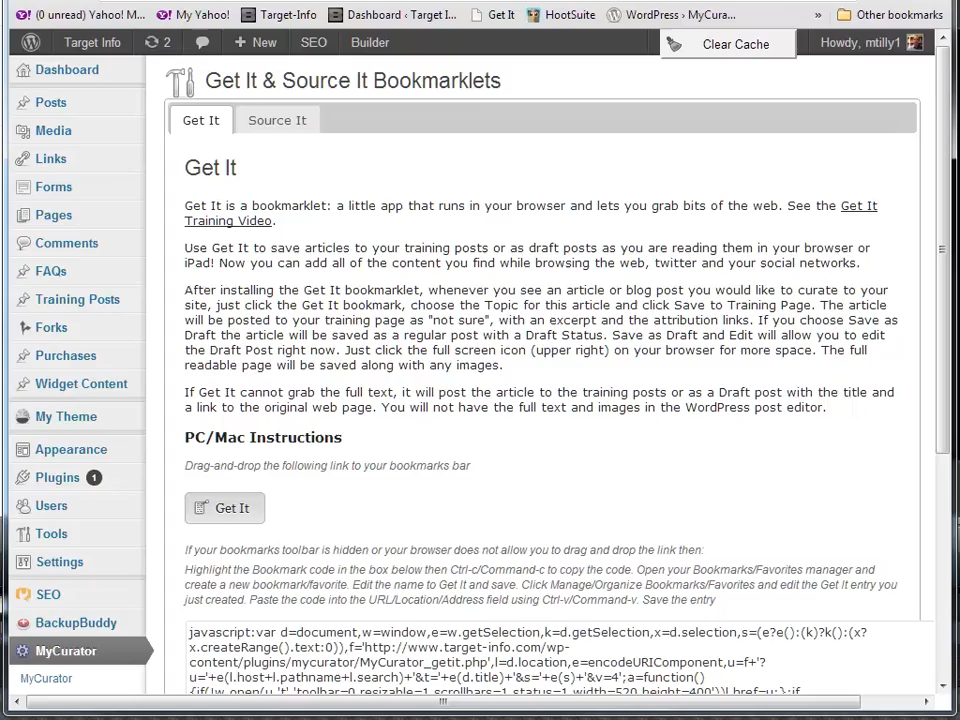 (0 unread) Yahoo! M... My Yahoo! Target-Info Dashboard ‹ Target I... Get It HootSuite WordPress › MyCura... » Other bookmarks
Target Info 2 + New SEO Builder Clear Cache Howdy, mtilly1
Dashboard
Posts
Media
Links
Forms
Pages
Comments
FAQs
Training Posts
Forks
Purchases
Widget Content
My Theme
Appearance
Plugins 1
Users
Tools
Settings
SEO
BackupBuddy
MyCurator
MyCurator
Get It & Source It Bookmarklets
Get It Source It
Get It
Get It is a bookmarklet: a little app that runs in your browser and lets you grab bits of the web. See the Get It
Training Video.
Use Get It to save articles to your training posts or as draft posts as you are reading them in your browser or
iPad! Now you can add all of the content you find while browsing the web, twitter and your social networks.
After installing the Get It bookmarklet, whenever you see an article or blog post you would like to curate to your
site, just click the Get It bookmark, choose the Topic for this article and click Save to Training Page. The article
will be posted to your training page as "not sure", with an excerpt and the attribution links. If you choose Save as
Draft the article will be saved as a regular post with a Draft Status. Save as Draft and Edit will allow you to edit
the Draft Post right now. Just click the full screen icon (upper right) on your browser for more space. The full
readable page will be saved along with any images.
If Get It cannot grab the full text, it will post the article to the training posts or as a Draft post with the title and
a link to the original web page. You will not have the full text and images in the WordPress post editor.
PC/Mac Instructions
Drag-and-drop the following link to your bookmarks bar
Get It
If your bookmarks toolbar is hidden or your browser does not allow you to drag and drop the link then:
Highlight the Bookmark code in the box below then Ctrl-c/Command-c to copy the code. Open your Bookmarks/Favorites manager and
create a new bookmark/favorite. Edit the name to Get It and save. Click Manage/Organize Bookmarks/Favorites and edit the Get It entry you
just created. Paste the code into the URL/Location/Address field using Ctrl-v/Command-v. Save the entry
javascript:var d=document,w=window,e=w.getSelection,k=d.getSelection,x=d.selection,s=(e?e():(k)?k():(x?
x.createRange().text:0)),f='http://www.target-info.com/wp-
content/plugins/mycurator/MyCurator_getit.php',l=d.location,e=encodeURIComponent,u=f+'?
u='+e(l.host+l.pathname+l.search)+'&t='+e(d.title)+'&s='+e(s)+'&v=4';a=function()
{if(!w.open(u,'t','toolbar=0,resizable=1,scrollbars=1,status=1,width=520,height=400'))l.href=u;};if